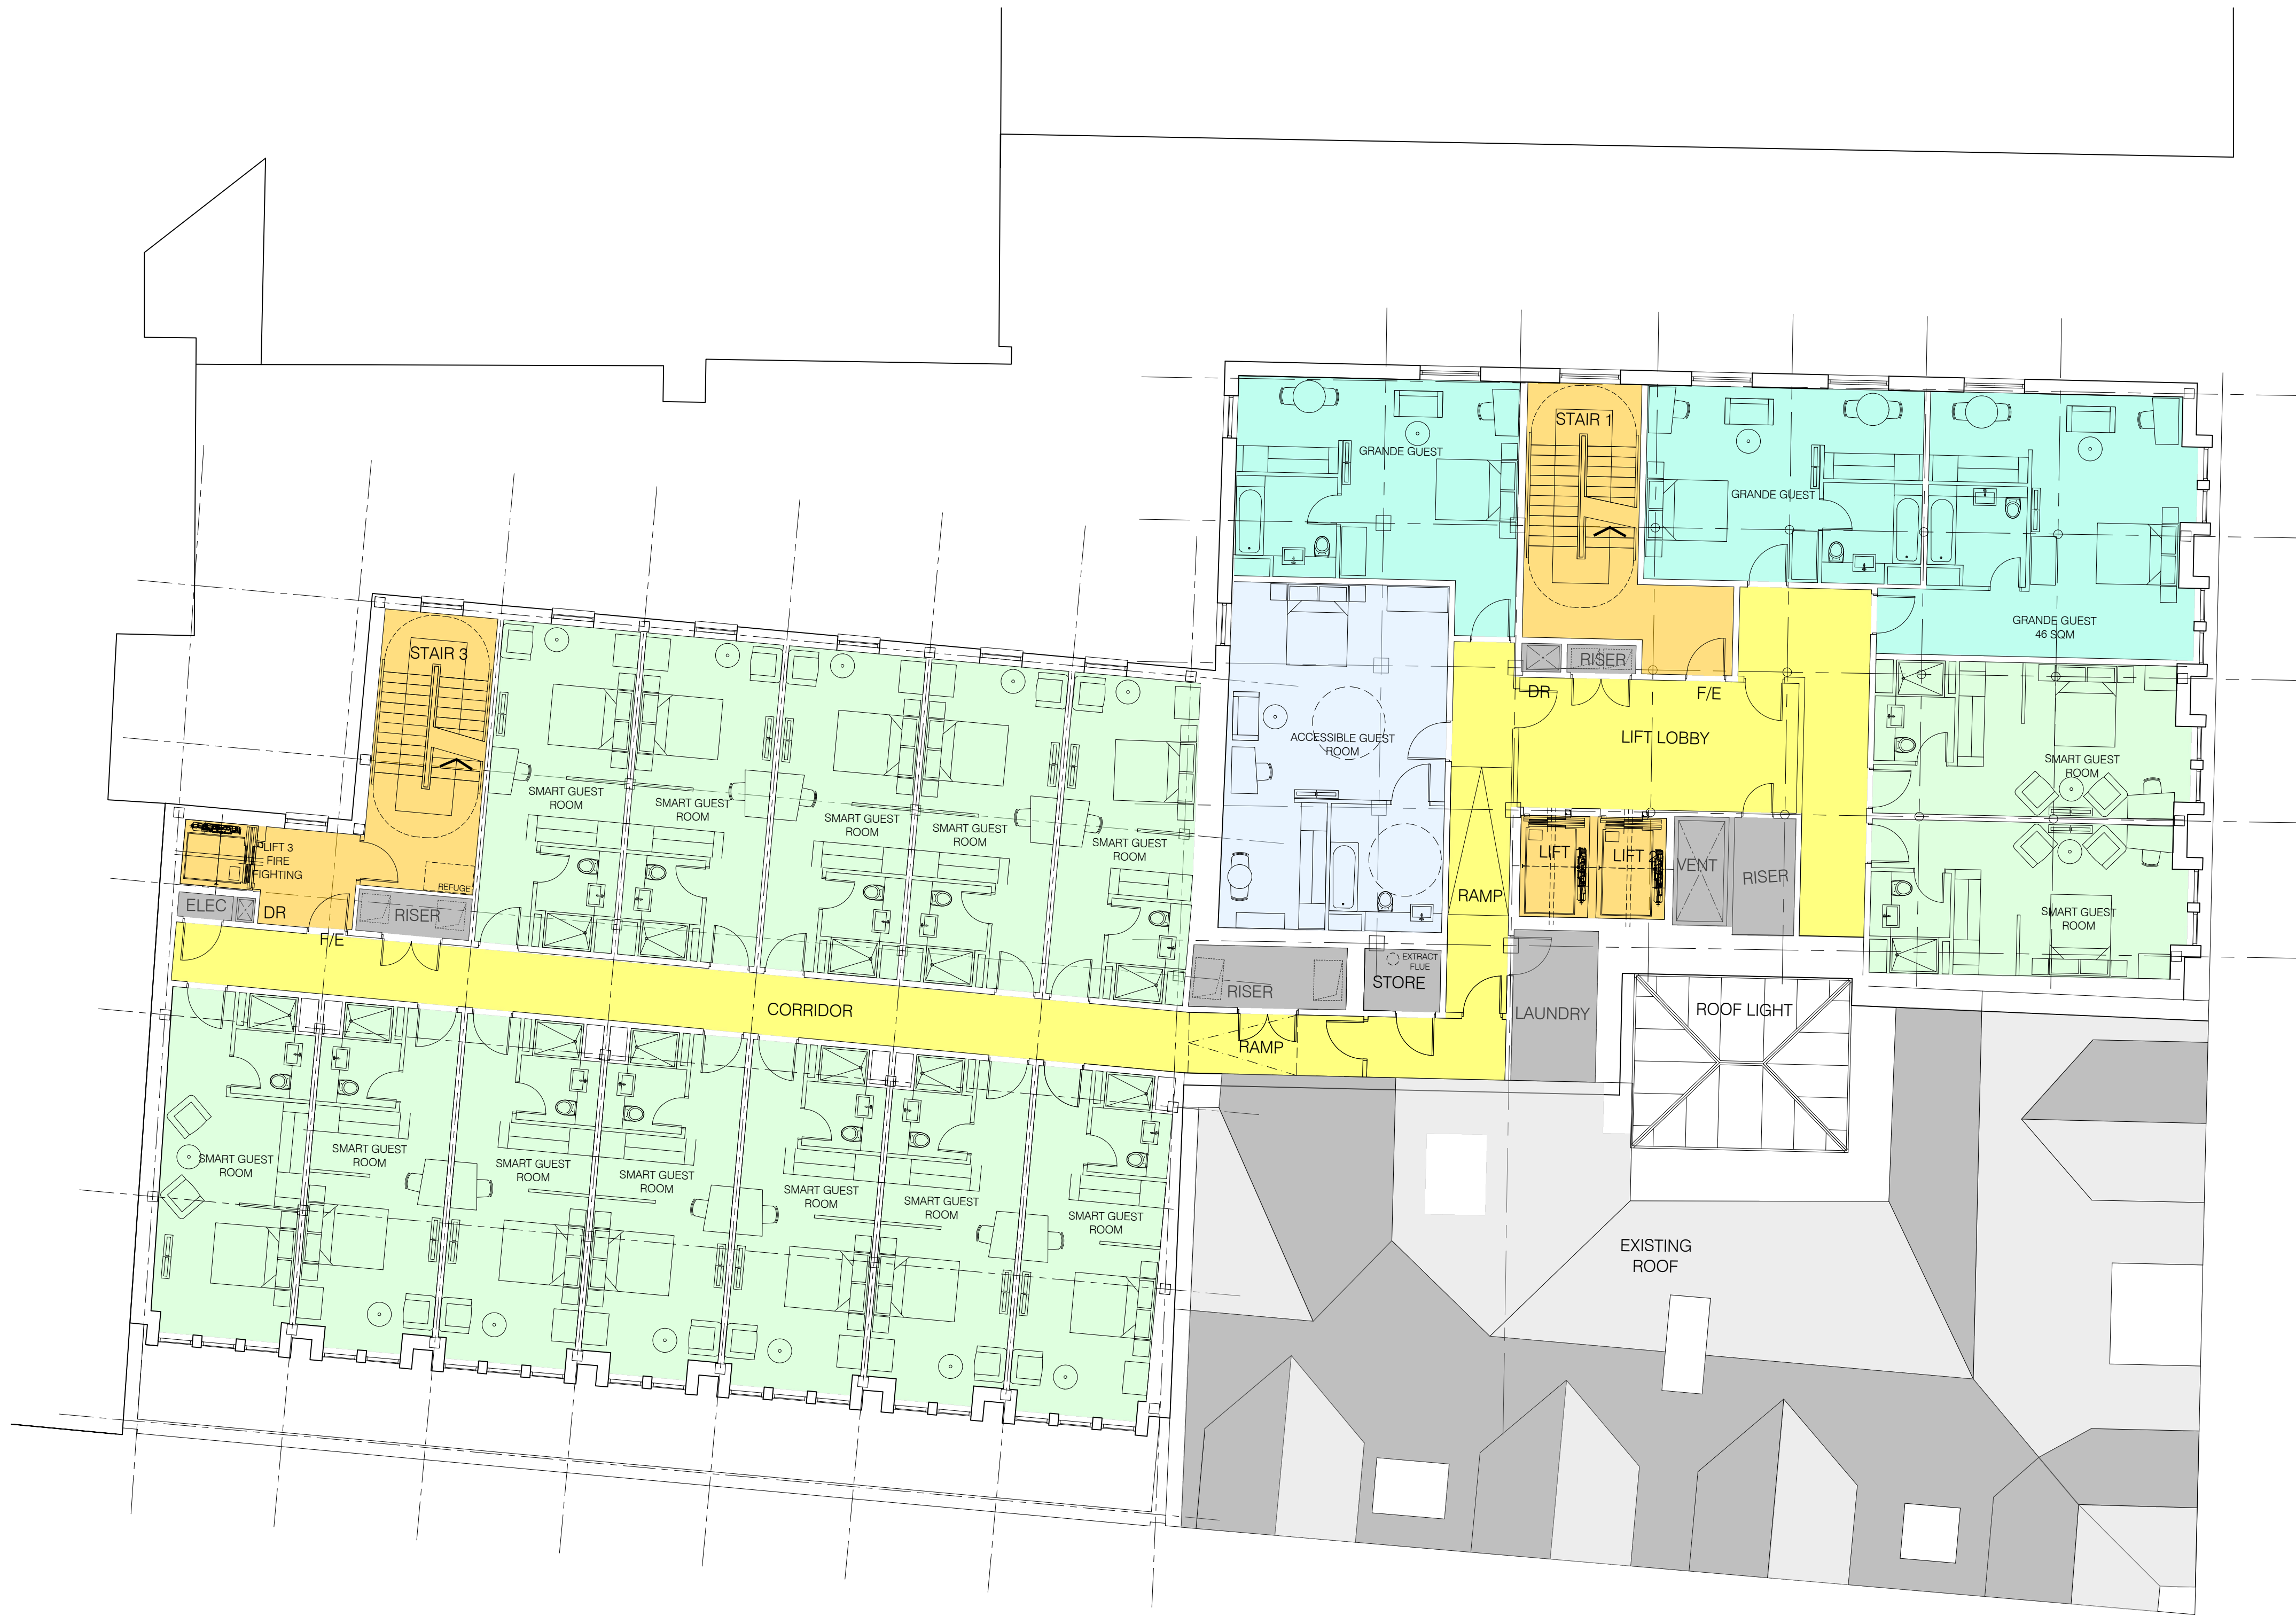 STAIR 1
GRANDE GUEST
GRANDE GUEST
GRANDE GUEST
46 SQM
STAIR 3
RISER
DR
F/E
LIFT LOBBY
ACCESSIBLE GUEST
ROOM
SMART GUEST
ROOM
SMART GUEST
ROOM
SMART GUEST
ROOM
SMART GUEST
ROOM
SMART GUEST
ROOM
SMART GUEST
ROOM
LIFT 3
FIRE
FIGHTING
REFUGE
LIFT
LIFT 2
VENT
RISER
RAMP
ELEC
DR
RISER
F/E
SMART GUEST
ROOM
EXTRACT
FLUE
STORE
RISER
CORRIDOR
LAUNDRY
ROOF LIGHT
RAMP
SMART GUEST
ROOM
SMART GUEST
ROOM
SMART GUEST
ROOM
SMART GUEST
ROOM
SMART GUEST
ROOM
SMART GUEST
ROOM
SMART GUEST
ROOM
EXISTING
ROOF